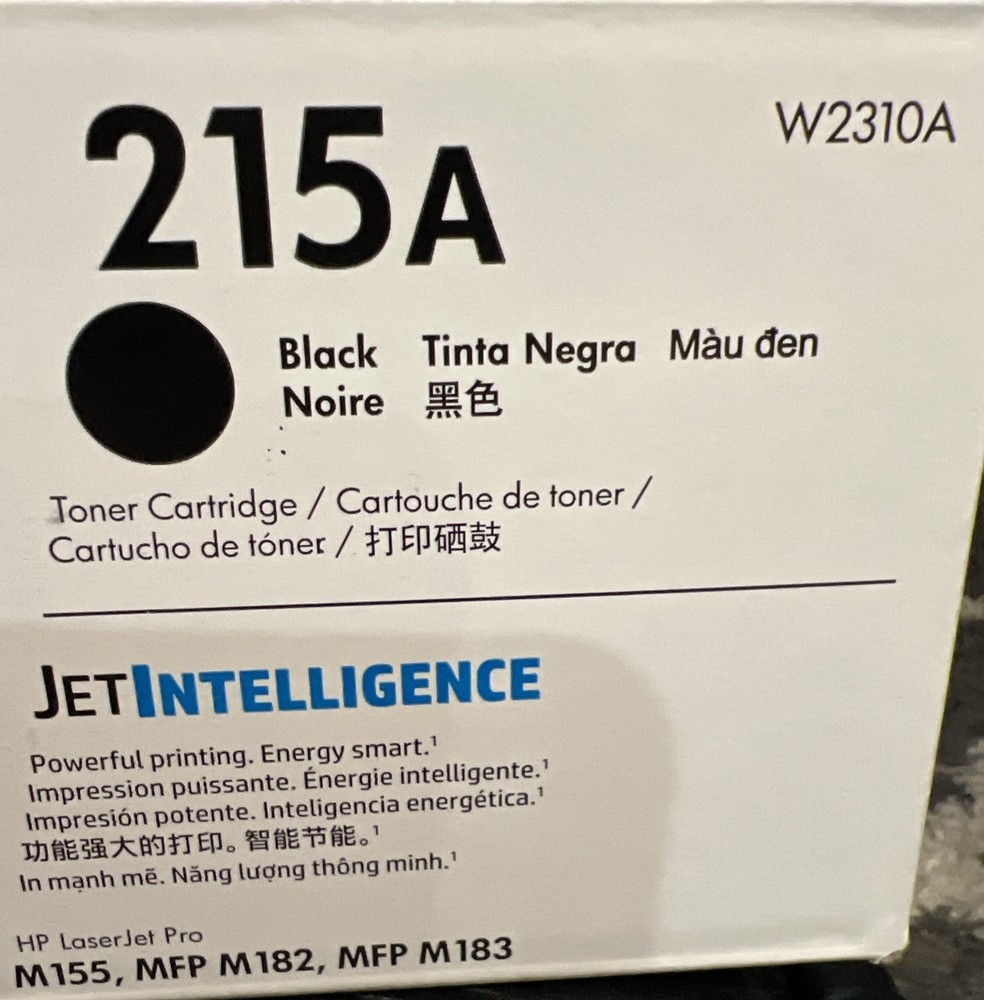 215A
W2310A
Black Tinta Negra Màu đen
Noire 黑色
Toner Cartridge / Cartouche de toner /
Cartucho de tóner / 打印硒鼓
JETINTELLIGENCE
Powerful printing. Energy smart.¹
Impression puissante. Énergie intelligente.¹
Impresión potente. Inteligencia energética.¹
功能强大的打印。智能节能。¹
In mạnh mẽ. Năng lượng thông minh.¹
HP LaserJet Pro
M155, MFP M182, MFP M183